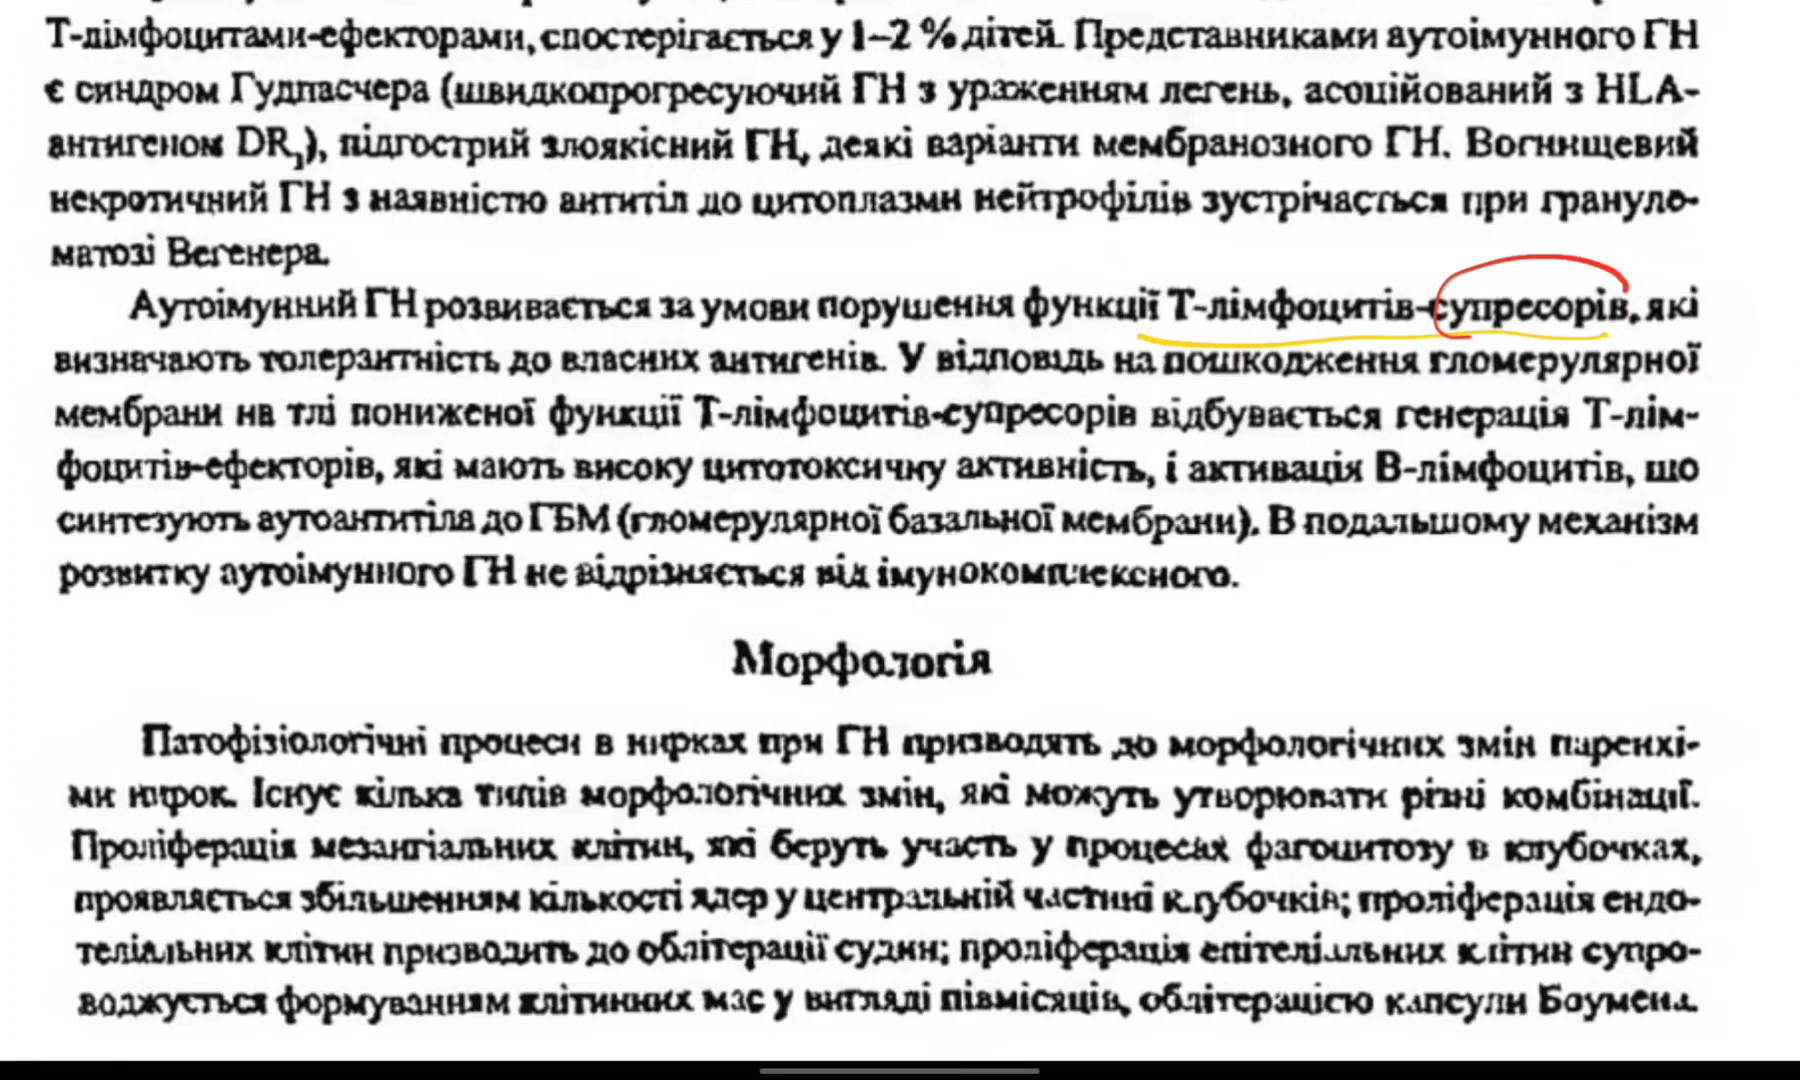 Т-лімфоцитами-ефекторами, спостерігається у 1–2 % дітей. Представниками аутоімунного ГН
є синдром Гудпасчера (швидкопрогресуючий ГН з ураженням легень, асоційований з HLA-
антигеном DR₂), підгострий злоякісний ГН, деякі варіанти мембранозного ГН. Вогнищевий
некротичний ГН з наявністю антитіл до цитоплазми нейтрофілів зустрічається при грануле-
матозі Вегенера.
Аутоімунний ГН розвивається за умови порушення функції Т-лімфоцитів-супресорів, які
визначають толерантність до власних антигенів. У відповідь на пошкодження гломерулярної
мембрани на тлі пониженої функції Т-лімфоцитів-супресорів відбувається генерація Т-лім-
фоцитів-ефекторів, які мають високу цитотоксичну активність, і активація В-лімфоцитів, що
синтезують аутоантитіла до ГБМ (гломерулярної базальної мембрани). В подальшому механізм
розвитку аутоімунного ГН не відрізняється від імунокомплексного.
Морфологія
Патофізіологічні процеси в нирках при ГН призводять до морфологічних змін паренхі-
ми нирок. Існує кілька типів морфологічних змін, які можуть утворювати різні комбінації.
Проліферація мезангіальних клітин, які беруть участь у процесах фагоцитозу в клубочках,
проявляється збільшенням кількості ядер у центральній частині клубочків; проліферація ендо-
теліальних клітин призводить до облітерації судин; проліферація епітеліальних клітин супро-
воджується формуванням клітинних мас у вигляді півмісяців, облітерацією капсули Боумена.